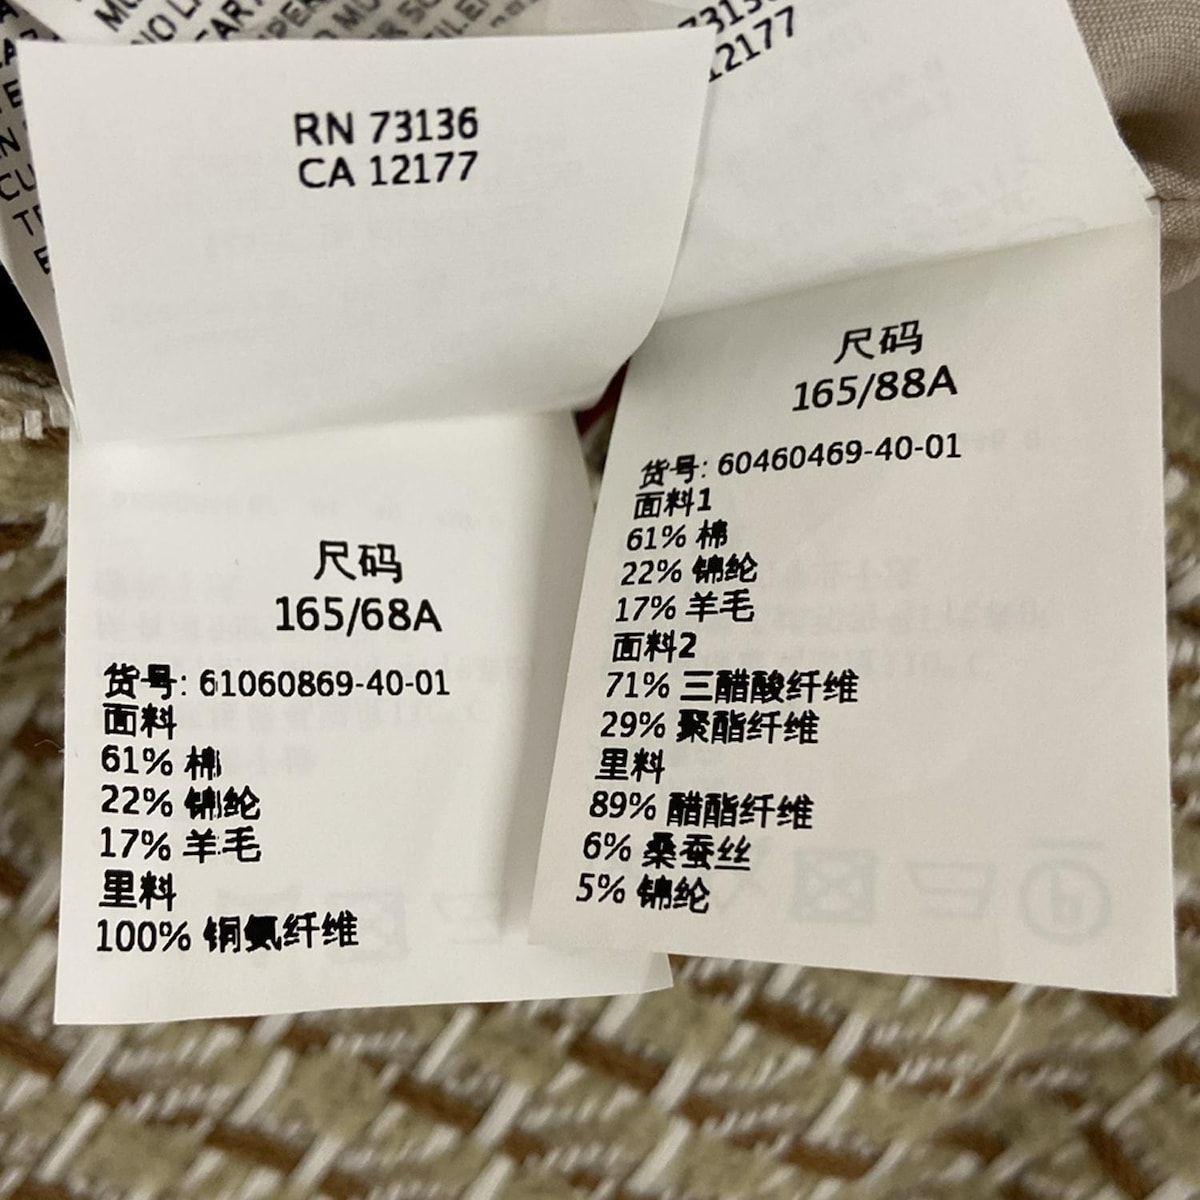 RN 73136
CA 12177
尺码
165/68A
货号: 61060869-40-01
面料
61% 棉
22% 锦纶
17% 羊毛
里料
100% 铜氨纤维
12177
尺码
165/88A
货号: 60460469-40-01
面料1
61% 棉
22% 锦纶
17% 羊毛
面料2
71% 三醋酸纤维
29% 聚酯纤维
里料
89% 醋酯纤维
6% 桑蚕丝
5% 锦纶